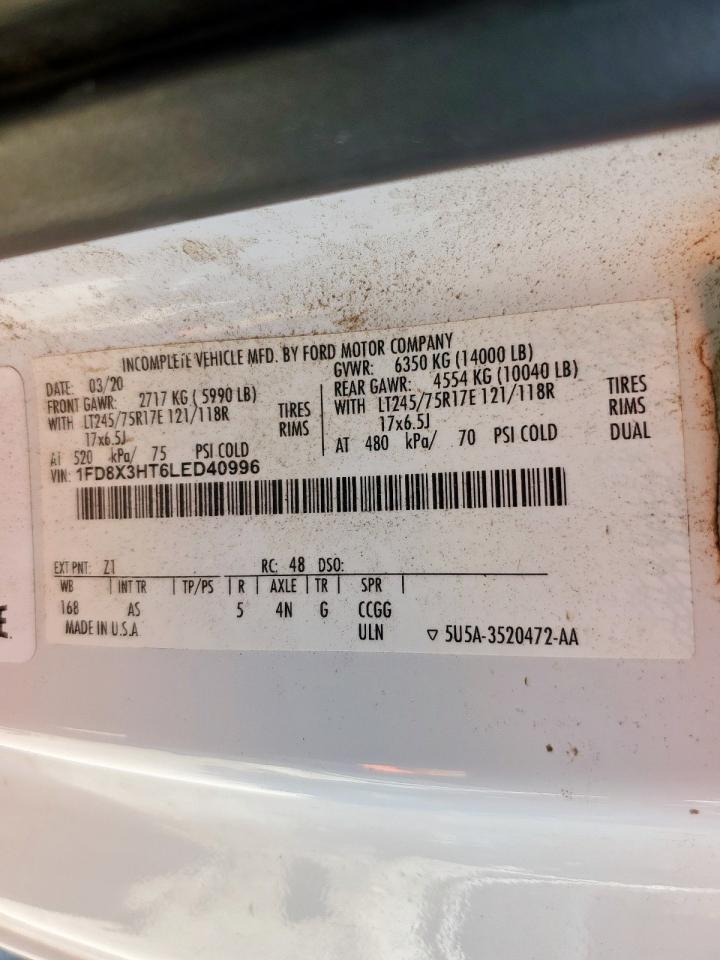 INCOMPLETE VEHICLE MFD. BY FORD MOTOR COMPANY
DATE: 03/20
GVWR: 6350 KG (14000 LB)
FRONT GAWR: 2717 KG ( 5990 LB)
REAR GAWR: 4554 KG (10040 LB)
WITH LT245/75R17E 121/118R TIRES
WITH LT245/75R17E 121/118R TIRES
17x6.5J RIMS
17x6.5J RIMS
AT 520 kPa/ 75 PSI COLD
AT 480 kPa/ 70 PSI COLD DUAL
VIN: 1FD8X3HT6LED40996
EXT PNT: Z1 RC: 48 DSO:
WB | INT TR | TP/PS | R | AXLE | TR | SPR |
168 AS 5 4N G CCGG
MADE IN U.S.A. ULN ▽ 5U5A-3520472-AA
E